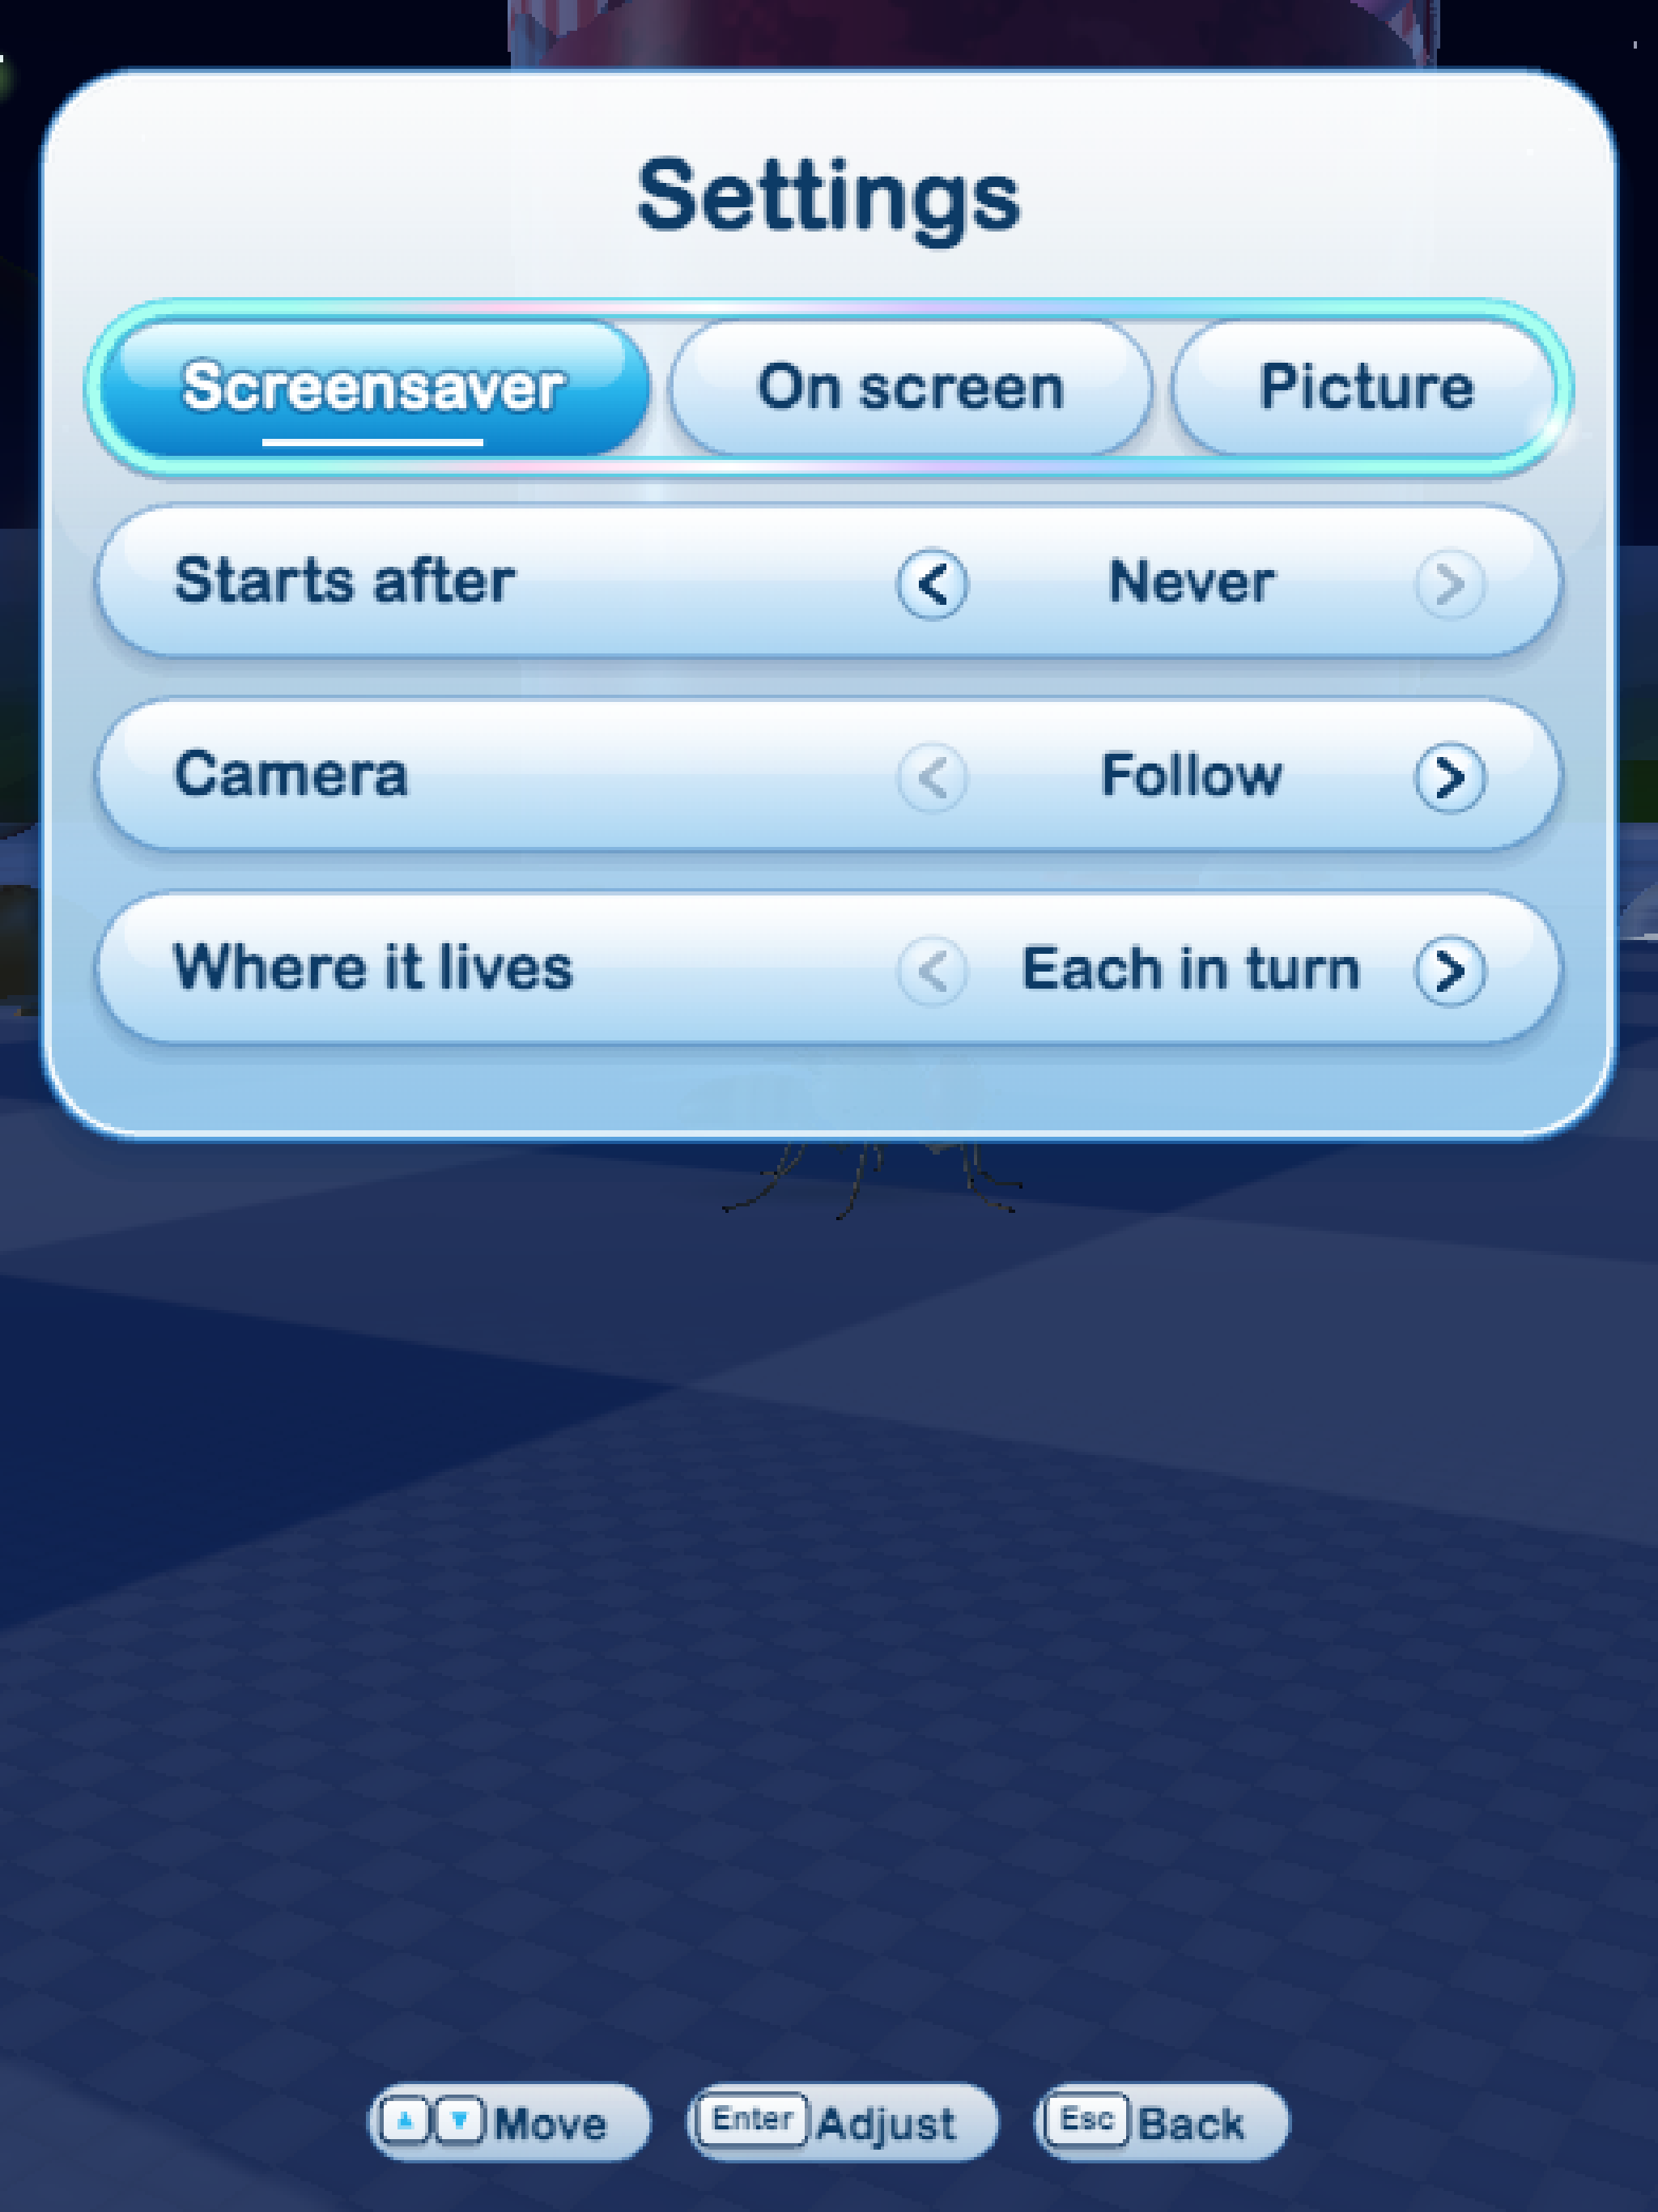 Settings
Screensaver On screen Picture
Starts after < Never >
Camera < Follow >
Where it lives < Each in turn >
▲ ▼ Move Enter Adjust Esc Back